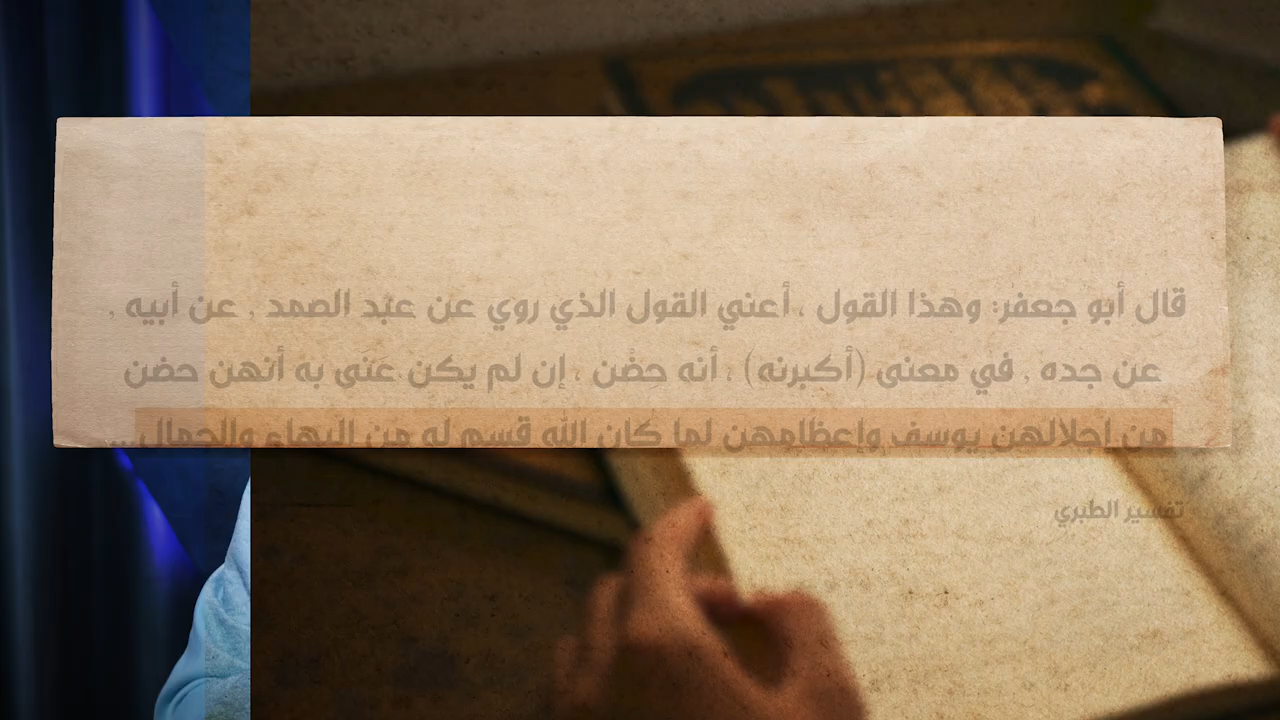 قال أبو جعفر: وهذا القول ، أعني القول الذي روي عن عبد الصمد ، عن أبيه ،
عن جده ، في معنى (أكبرنه) ، أنه حِضْن ، إن لم يكن عَنَى به أنهن حضن
من إجلالهن يوسف وإعظامهن لما كان الله قسم له من البهاء والجمال ...
تفسير الطبري